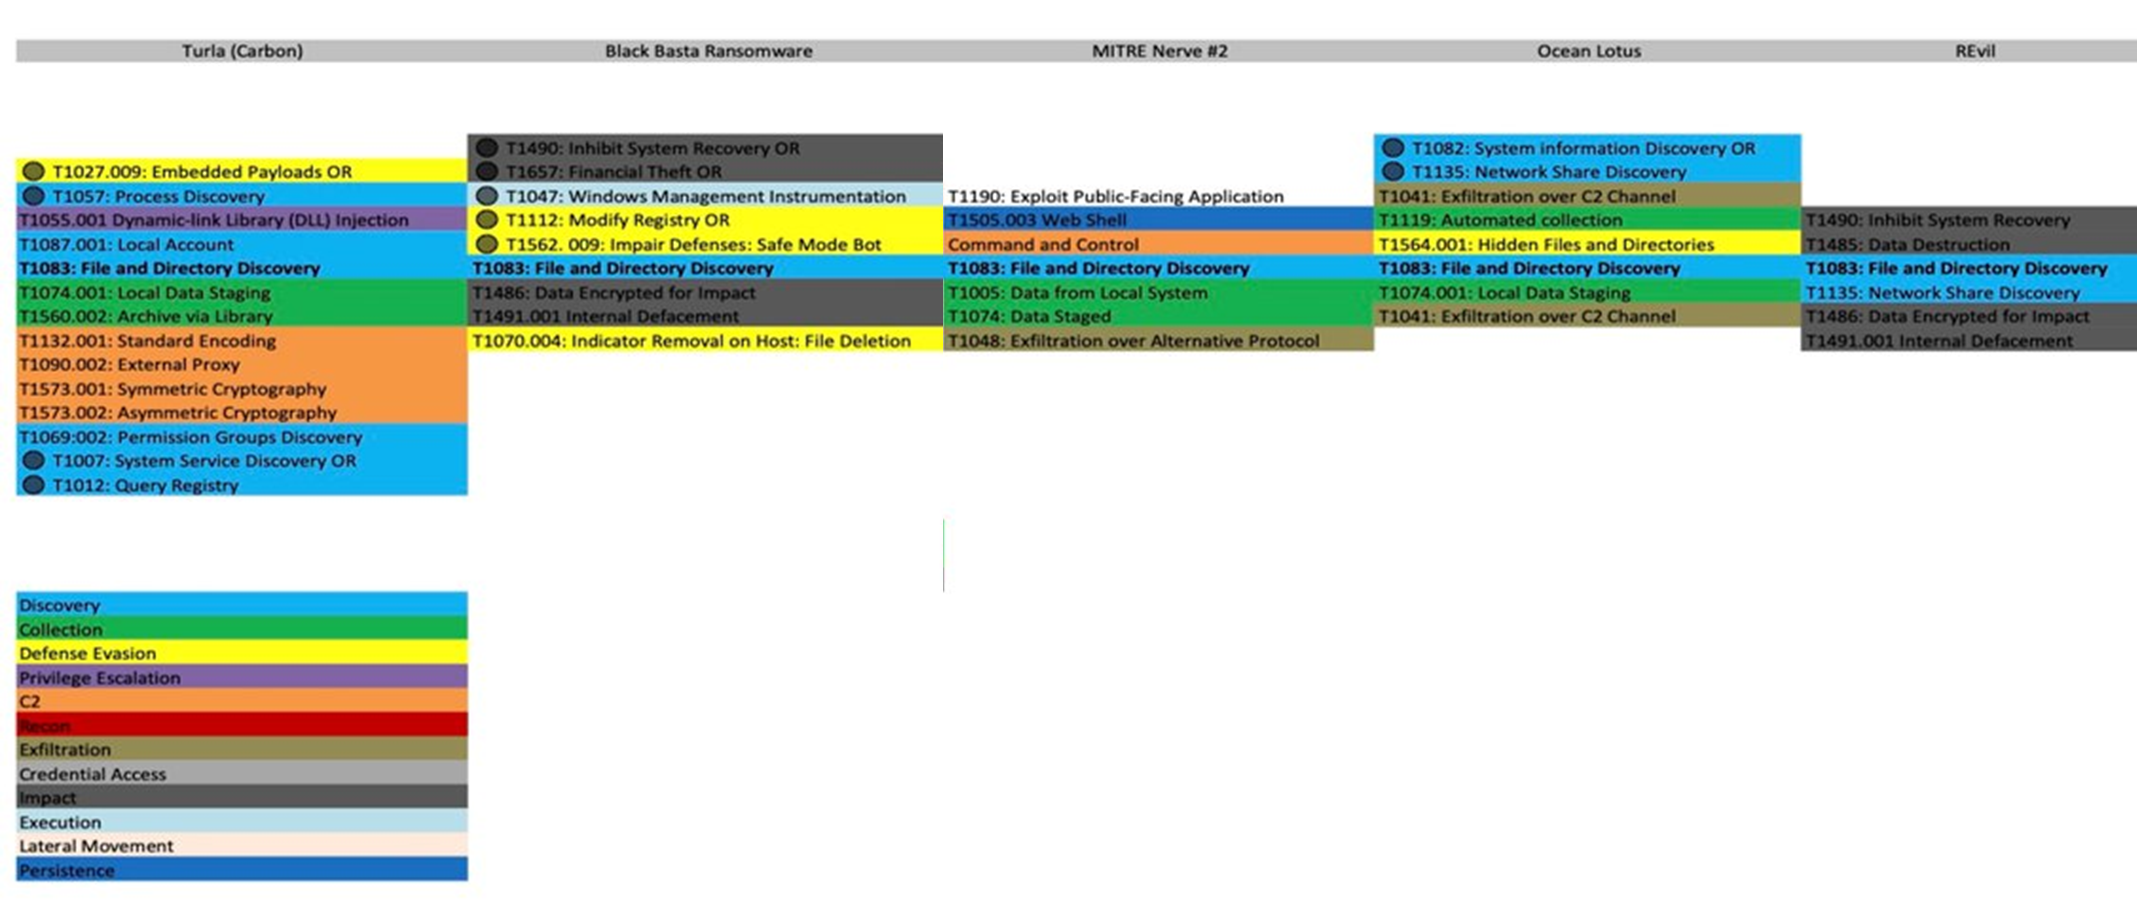 Turla (Carbon)
Black Basta Ransomware
MITRE Nerve #2
Ocean Lotus
REvil
T1027.009: Embedded Payloads OR
T1057: Process Discovery
T1055.001 Dynamic-link Library (DLL) Injection
T1087.001: Local Account
T1083: File and Directory Discovery
T1074.001: Local Data Staging
T1560.002: Archive via Library
T1132.001: Standard Encoding
T1090.002: External Proxy
T1573.001: Symmetric Cryptography
T1573.002: Asymmetric Cryptography
T1069:002: Permission Groups Discovery
T1007: System Service Discovery OR
T1012: Query Registry
T1490: Inhibit System Recovery OR
T1657: Financial Theft OR
T1047: Windows Management Instrumentation
T1112: Modify Registry OR
T1562. 009: Impair Defenses: Safe Mode Bot
T1083: File and Directory Discovery
T1486: Data Encrypted for Impact
T1491.001 Internal Defacement
T1070.004: Indicator Removal on Host: File Deletion
T1190: Exploit Public-Facing Application
T1505.003 Web Shell
Command and Control
T1083: File and Directory Discovery
T1005: Data from Local System
T1074: Data Staged
T1048: Exfiltration over Alternative Protocol
T1082: System information Discovery OR
T1135: Network Share Discovery
T1041: Exfiltration over C2 Channel
T1119: Automated collection
T1564.001: Hidden Files and Directories
T1083: File and Directory Discovery
T1074.001: Local Data Staging
T1041: Exfiltration over C2 Channel
T1490: Inhibit System Recovery
T1485: Data Destruction
T1083: File and Directory Discovery
T1135: Network Share Discovery
T1486: Data Encrypted for Impact
T1491.001 Internal Defacement
Discovery
Collection
Defense Evasion
Privilege Escalation
C2
Recon
Exfiltration
Credential Access
Impact
Execution
Lateral Movement
Persistence